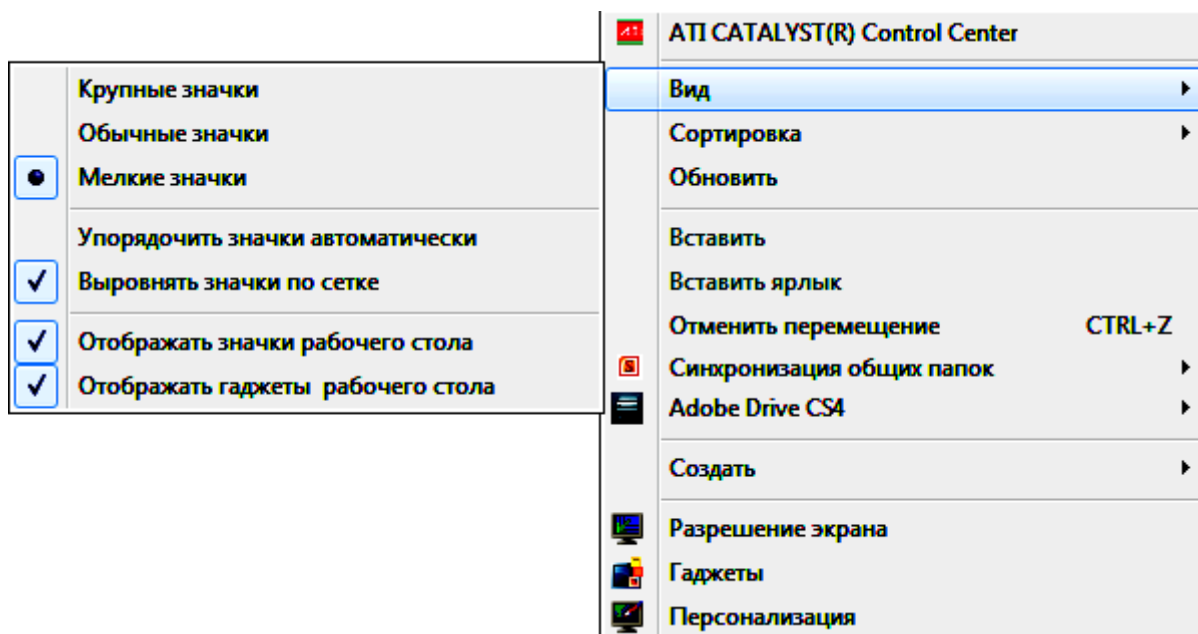 ATI CATALYST(R) Control Center
Вид
Сортировка
Обновить
Вставить
Вставить ярлык
Отменить перемещение CTRL+Z
Синхронизация общих папок
Adobe Drive CS4
Создать
Разрешение экрана
Гаджеты
Персонализация
Крупные значки
Обычные значки
Мелкие значки
Упорядочить значки автоматически
Выровнять значки по сетке
Отображать значки рабочего стола
Отображать гаджеты рабочего стола